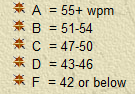 A = 55+ wpm
B = 51-54
C = 47-50
D = 43-46
F = 42 or below